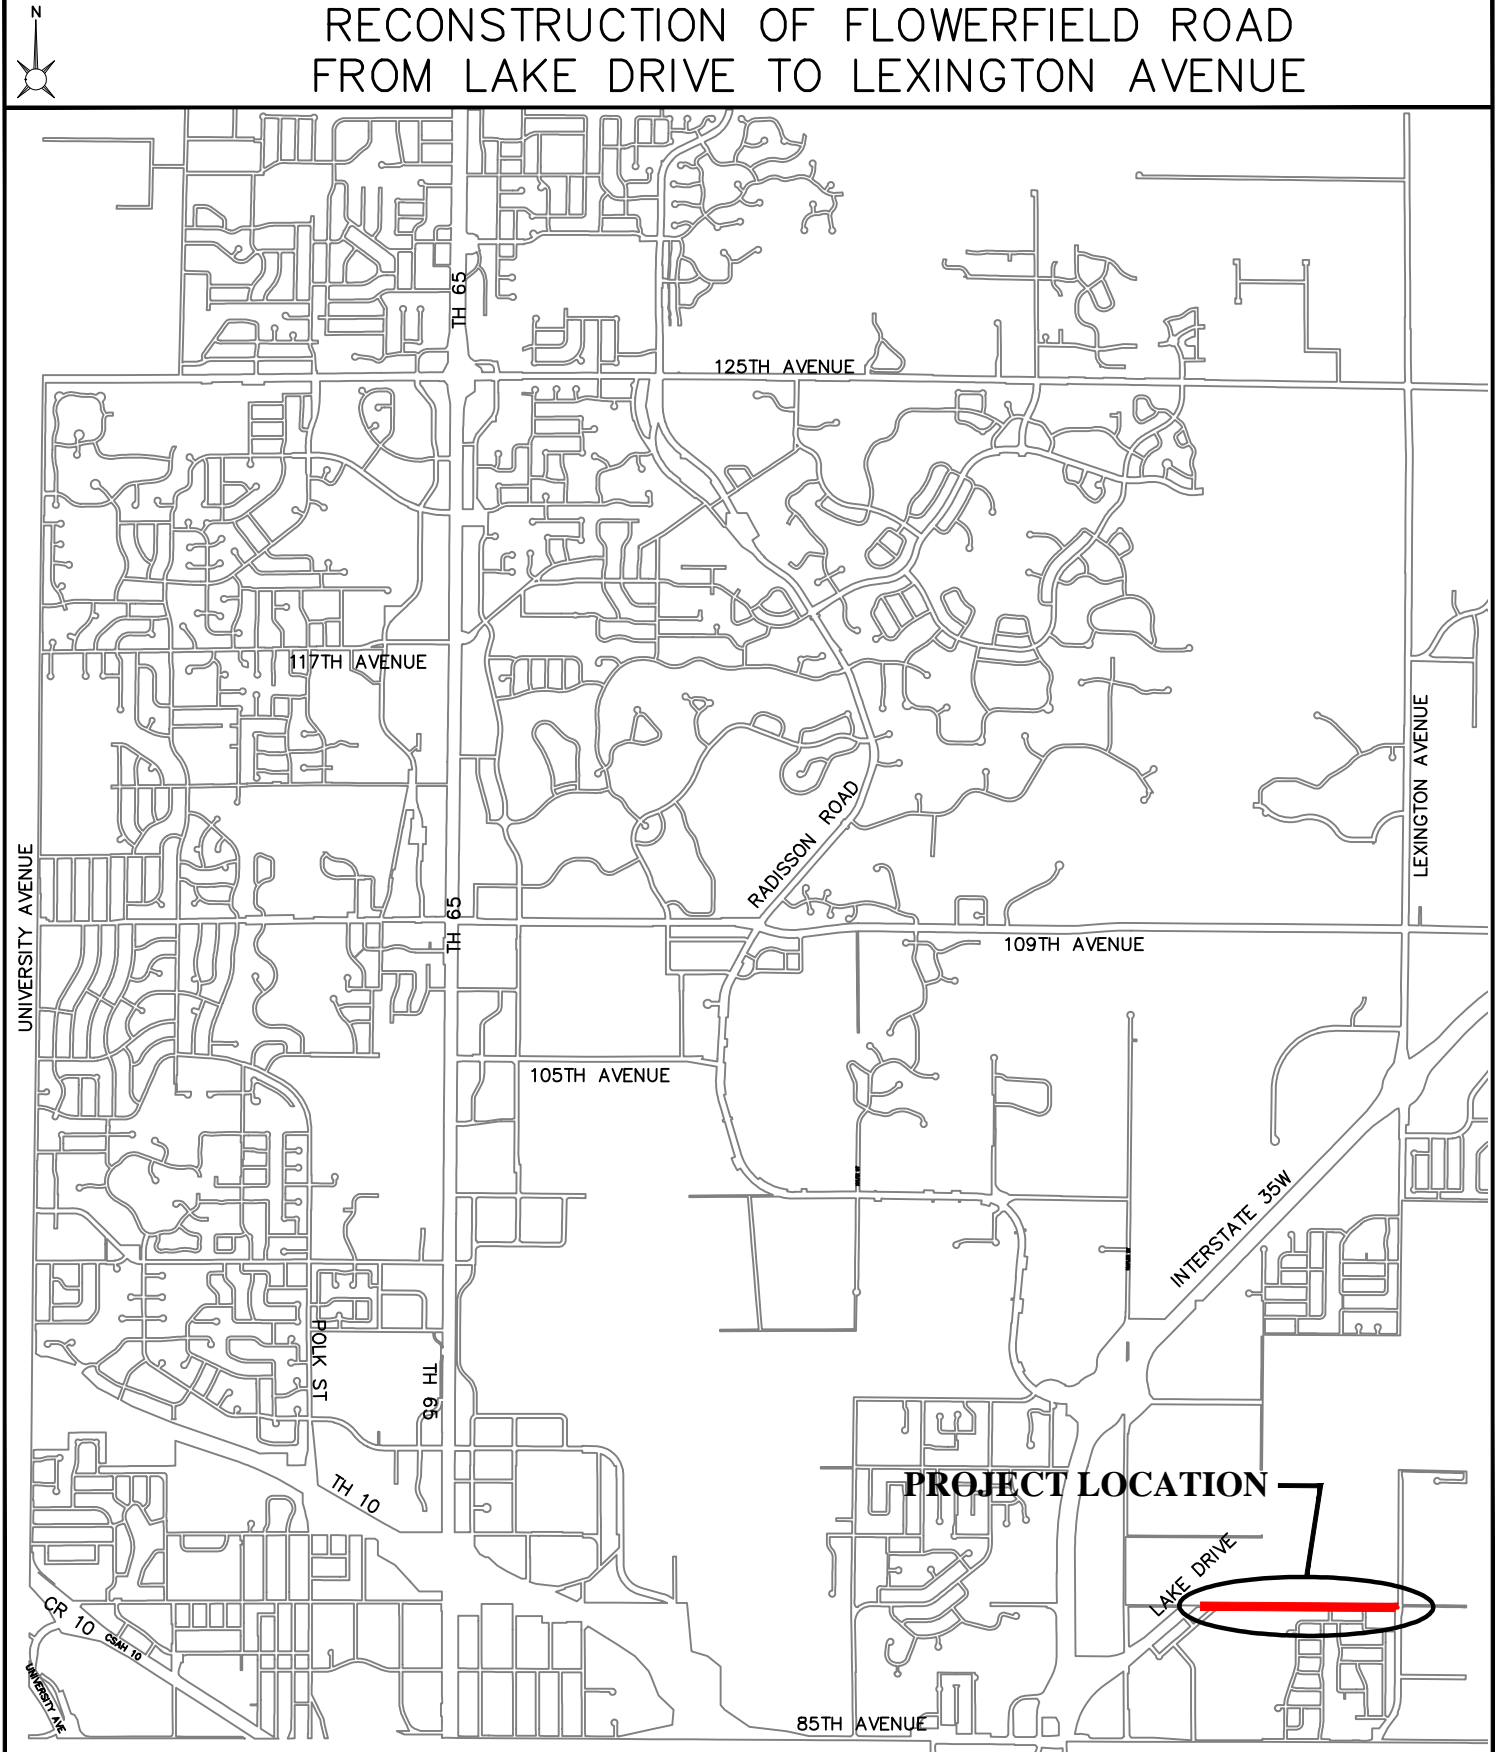 N
RECONSTRUCTION OF FLOWERFIELD ROAD
FROM LAKE DRIVE TO LEXINGTON AVENUE
TH 65
125TH AVENUE
117TH AVENUE
LEXINGTON AVENUE
RADISSON ROAD
UNIVERSITY AVENUE
TH 65
109TH AVENUE
105TH AVENUE
INTERSTATE 35W
POLK ST
TH 65
TH 10
PROJECT LOCATION
LAKE DRIVE
CR 10
CSAH 10
UNIVERSITY AVE
85TH AVENUE